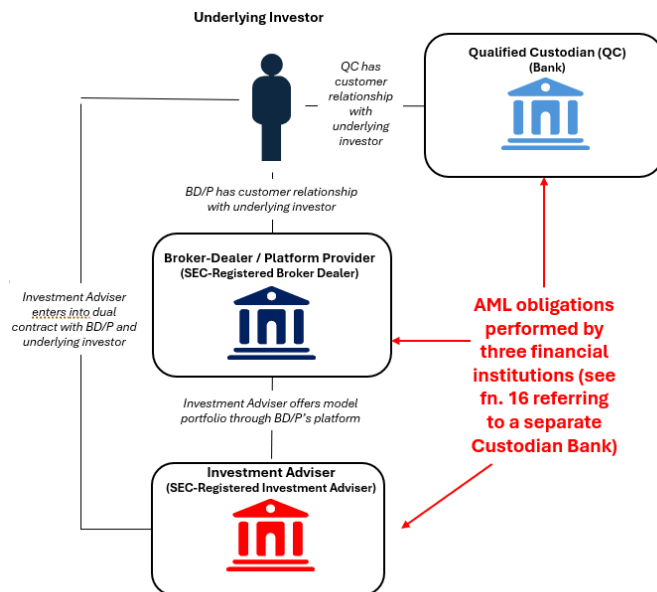 Underlying Investor
Qualified Custodian (QC)
(Bank)
QC has
customer
relationship
with
underlying
investor
BD/P has customer relationship
with underlying investor
Broker-Dealer / Platform Provider
(SEC-Registered Broker Dealer)
Investment Adviser
enters into dual
contract with BD/P and
underlying investor
AML obligations
performed by
three financial
institutions (see
fn. 16 referring
to a separate
Custodian Bank)
Investment Adviser offers model
portfolio through BD/P's platform
Investment Adviser
(SEC-Registered Investment Adviser)